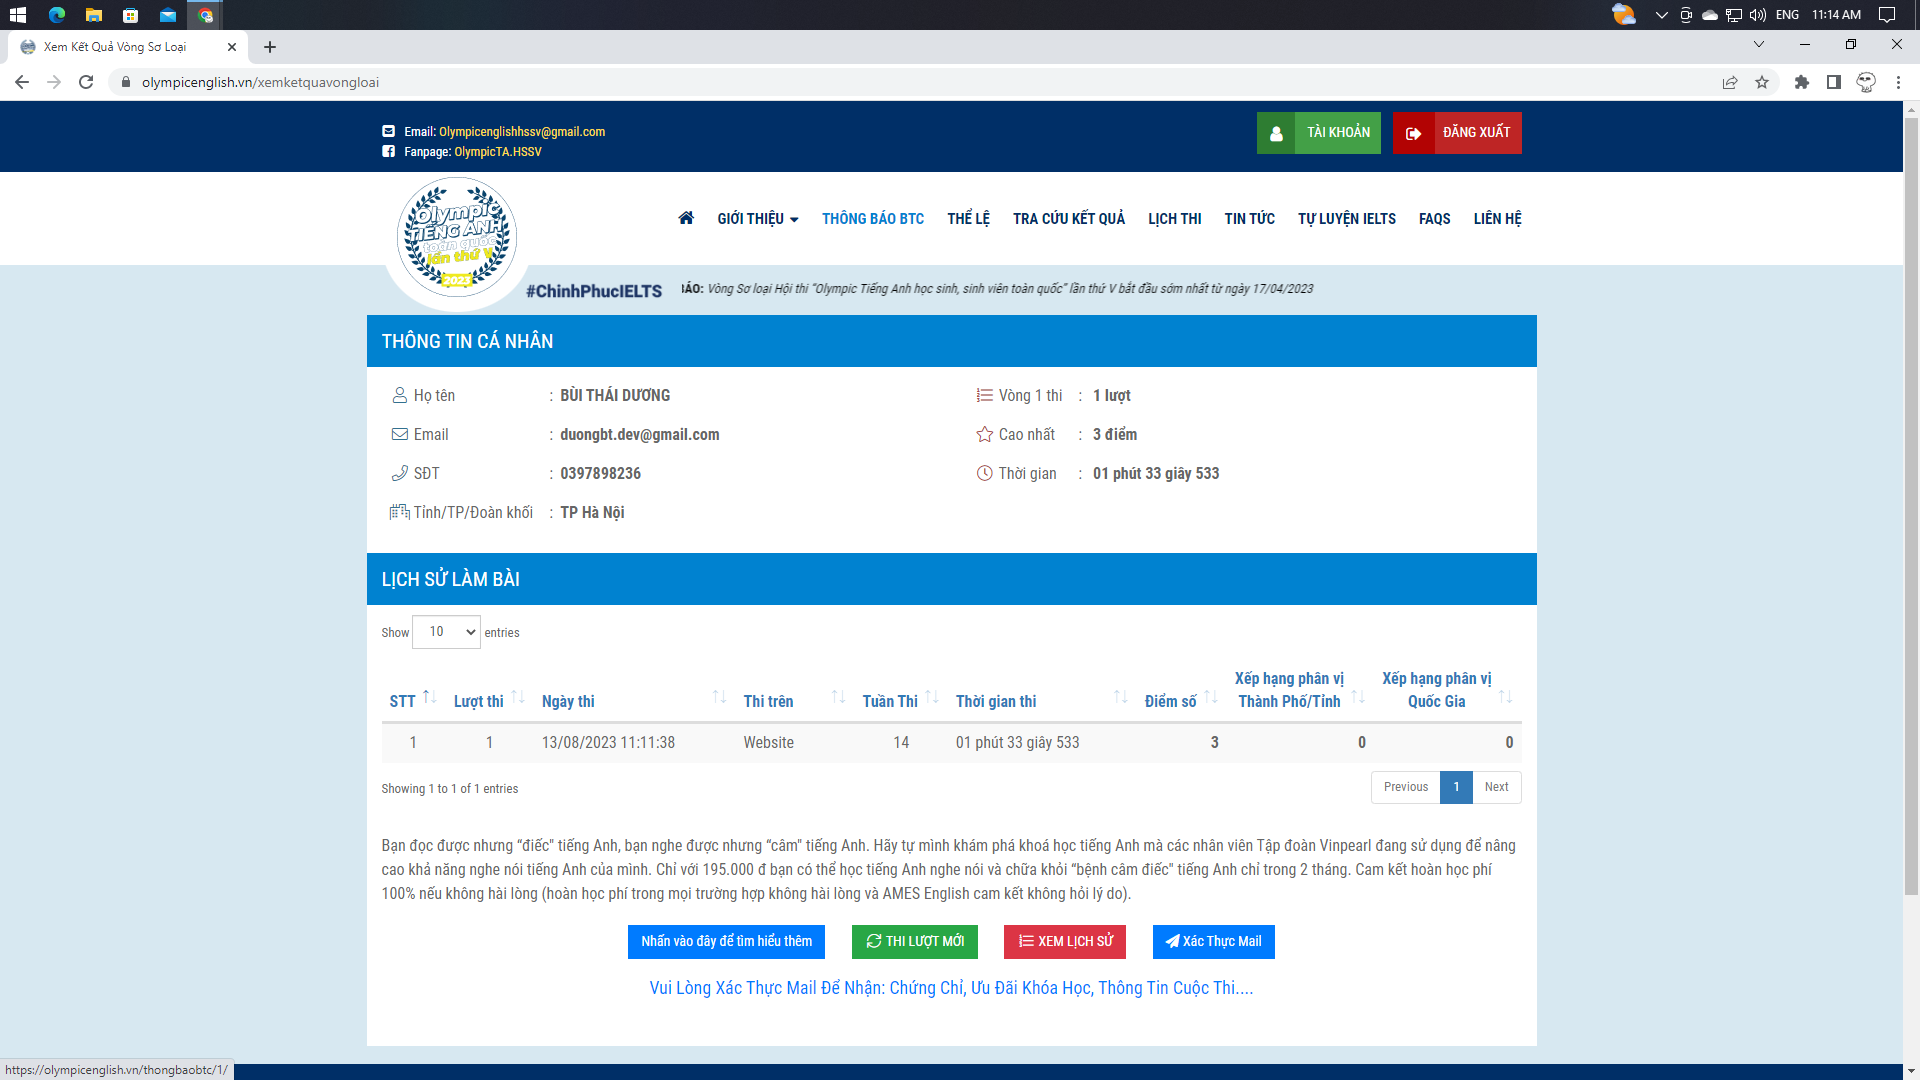 ENG 11:14 AM
Xem Kết Quả Vòng Sơ Loại
olympicenglish.vn/xemketquavongloai
Email: Olympicenglishhssv@gmail.com
Fanpage: OlympicTA.HSSV
TÀI KHOẢN
ĐĂNG XUẤT
Olympic
TIẾNG ANH
toàn quốc
lần thứ V
2023
GIỚI THIỆU
THÔNG BÁO BTC
THỂ LỆ
TRA CỨU KẾT QUẢ
LỊCH THI
TIN TỨC
TỰ LUYỆN IELTS
FAQS
LIÊN HỆ
#ChinhPhucIELTS
BÁO: Vòng Sơ loại Hội thi “Olympic Tiếng Anh học sinh, sinh viên toàn quốc” lần thứ V bắt đầu sớm nhất từ ngày 17/04/2023
THÔNG TIN CÁ NHÂN
Họ tên : BÙI THÁI DƯƠNG
Vòng 1 thi : 1 lượt
Email : duongbt.dev@gmail.com
Cao nhất : 3 điểm
SĐT : 0397898236
Thời gian : 01 phút 33 giây 533
Tỉnh/TP/Đoàn khối : TP Hà Nội
LỊCH SỬ LÀM BÀI
Show 10 entries
STT Lượt thi Ngày thi Thi trên Tuần Thi Thời gian thi Điểm số Xếp hạng phân vị Thành Phố/Tỉnh Xếp hạng phân vị Quốc Gia
1 1 13/08/2023 11:11:38 Website 14 01 phút 33 giây 533 3 0 0
Showing 1 to 1 of 1 entries
Previous 1 Next
Bạn đọc được nhưng “điếc" tiếng Anh, bạn nghe được nhưng “câm" tiếng Anh. Hãy tự mình khám phá khoá học tiếng Anh mà các nhân viên Tập đoàn Vinpearl đang sử dụng để nâng
cao khả năng nghe nói tiếng Anh của mình. Chỉ với 195.000 đ bạn có thể học tiếng Anh nghe nói và chữa khỏi “bệnh câm điếc" tiếng Anh chỉ trong 2 tháng. Cam kết hoàn học phí
100% nếu không hài lòng (hoàn học phí trong mọi trường hợp không hài lòng và AMES English cam kết không hỏi lý do).
Nhấn vào đây để tìm hiểu thêm
THI LƯỢT MỚI
XEM LỊCH SỬ
Xác Thực Mail
Vui Lòng Xác Thực Mail Để Nhận: Chứng Chỉ, Ưu Đãi Khóa Học, Thông Tin Cuộc Thi....
https://olympicenglish.vn/thongbaobtc/1/